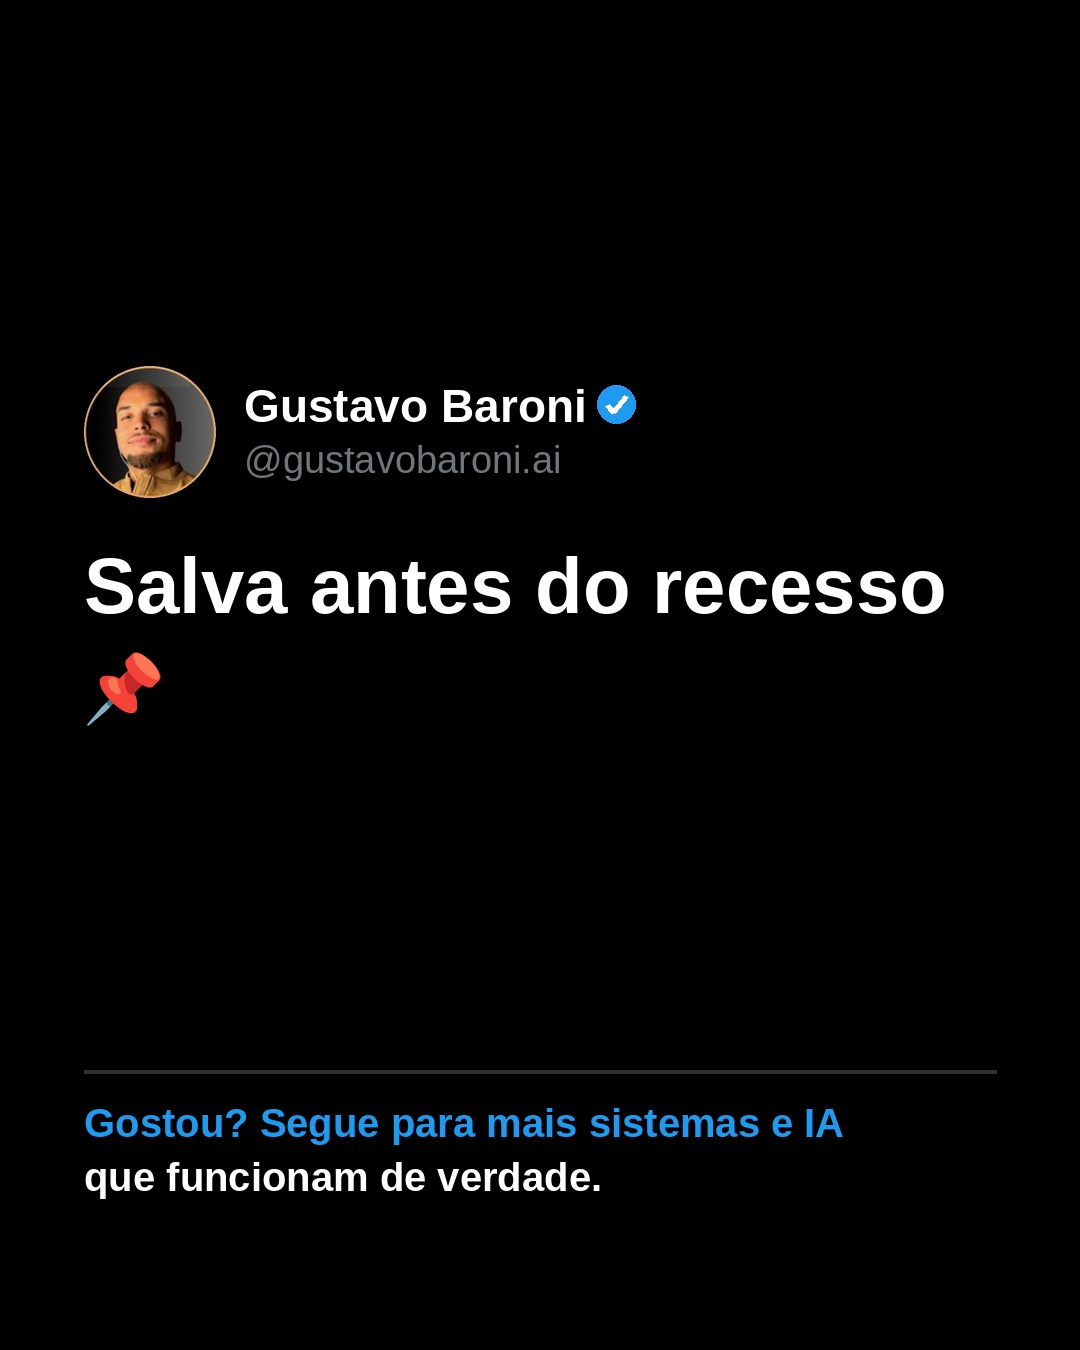 Gustavo Baroni
@gustavobaroni.ai
Salva antes do recesso
📌
Gostou? Segue para mais sistemas e IA
que funcionam de verdade.